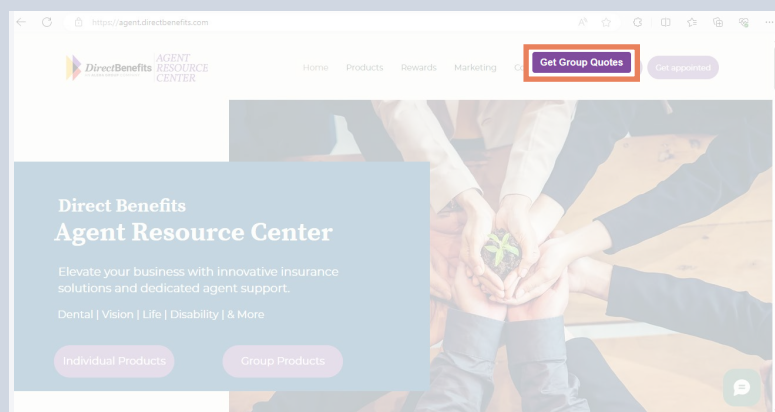 https://agent.directbenefits.com
DirectBenefits
AGENT
RESOURCE
CENTER
Home Products Rewards Marketing
Get Group Quotes
Get appointed
Direct Benefits
Agent Resource Center
Elevate your business with innovative insurance
solutions and dedicated agent support.
Dental | Vision | Life | Disability | & More
Individual Products Group Products